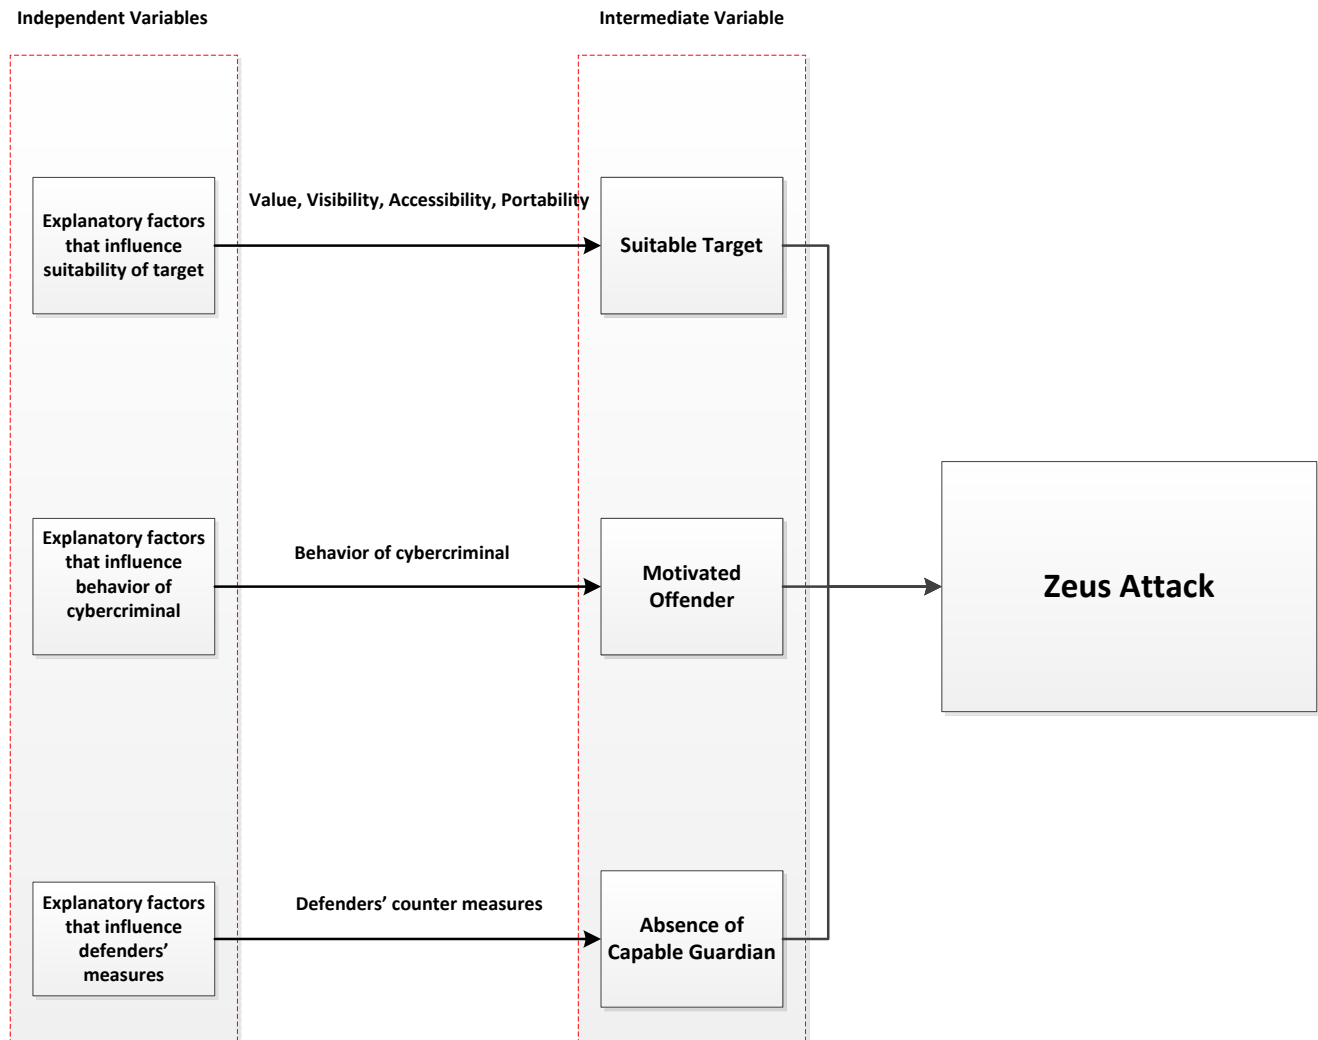 Independent Variables
Intermediate Variable
Explanatory factors
that influence
suitability of target
Value, Visibility, Accessibility, Portability
Suitable Target
Explanatory factors
that influence
behavior of
cybercriminal
Behavior of cybercriminal
Motivated
Offender
Zeus Attack
Explanatory factors
that influence
defenders’
measures
Defenders’ counter measures
Absence of
Capable Guardian